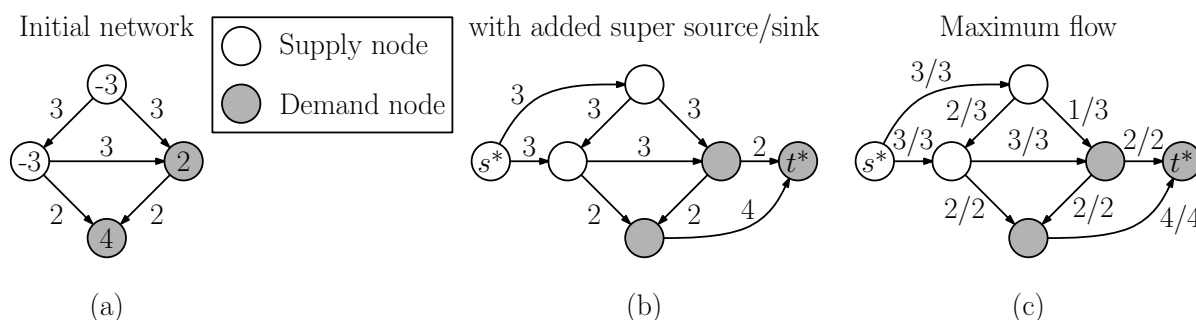 Initial network
Supply node
Demand node
-3
3
3
-3
3
2
2
2
4
(a)
with added super source/sink
3
3
3
s*
3
3
2
t*
2
2
4
(b)
Maximum flow
3/3
2/3
1/3
s*
3/3
3/3
2/2
t*
2/2
2/2
4/4
(c)